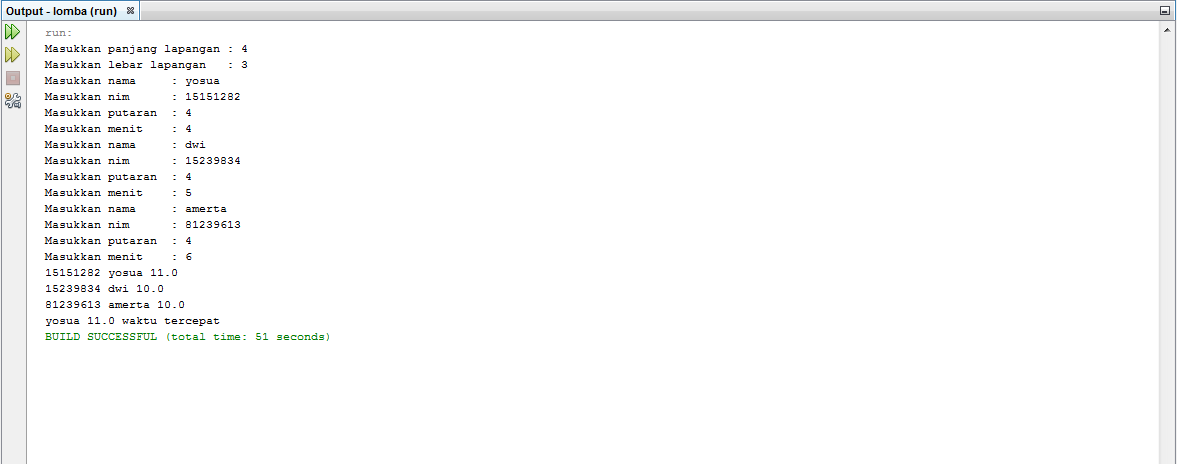 Output - lomba (run)
run:
Masukkan panjang lapangan : 4
Masukkan lebar lapangan   : 3
Masukkan nama     : yosua
Masukkan nim      : 15151282
Masukkan putaran  : 4
Masukkan menit    : 4
Masukkan nama     : dwi
Masukkan nim      : 15239834
Masukkan putaran  : 4
Masukkan menit    : 5
Masukkan nama     : amerta
Masukkan nim      : 81239613
Masukkan putaran  : 4
Masukkan menit    : 6
15151282 yosua 11.0
15239834 dwi 10.0
81239613 amerta 10.0
yosua 11.0 waktu tercepat
BUILD SUCCESSFUL (total time: 51 seconds)